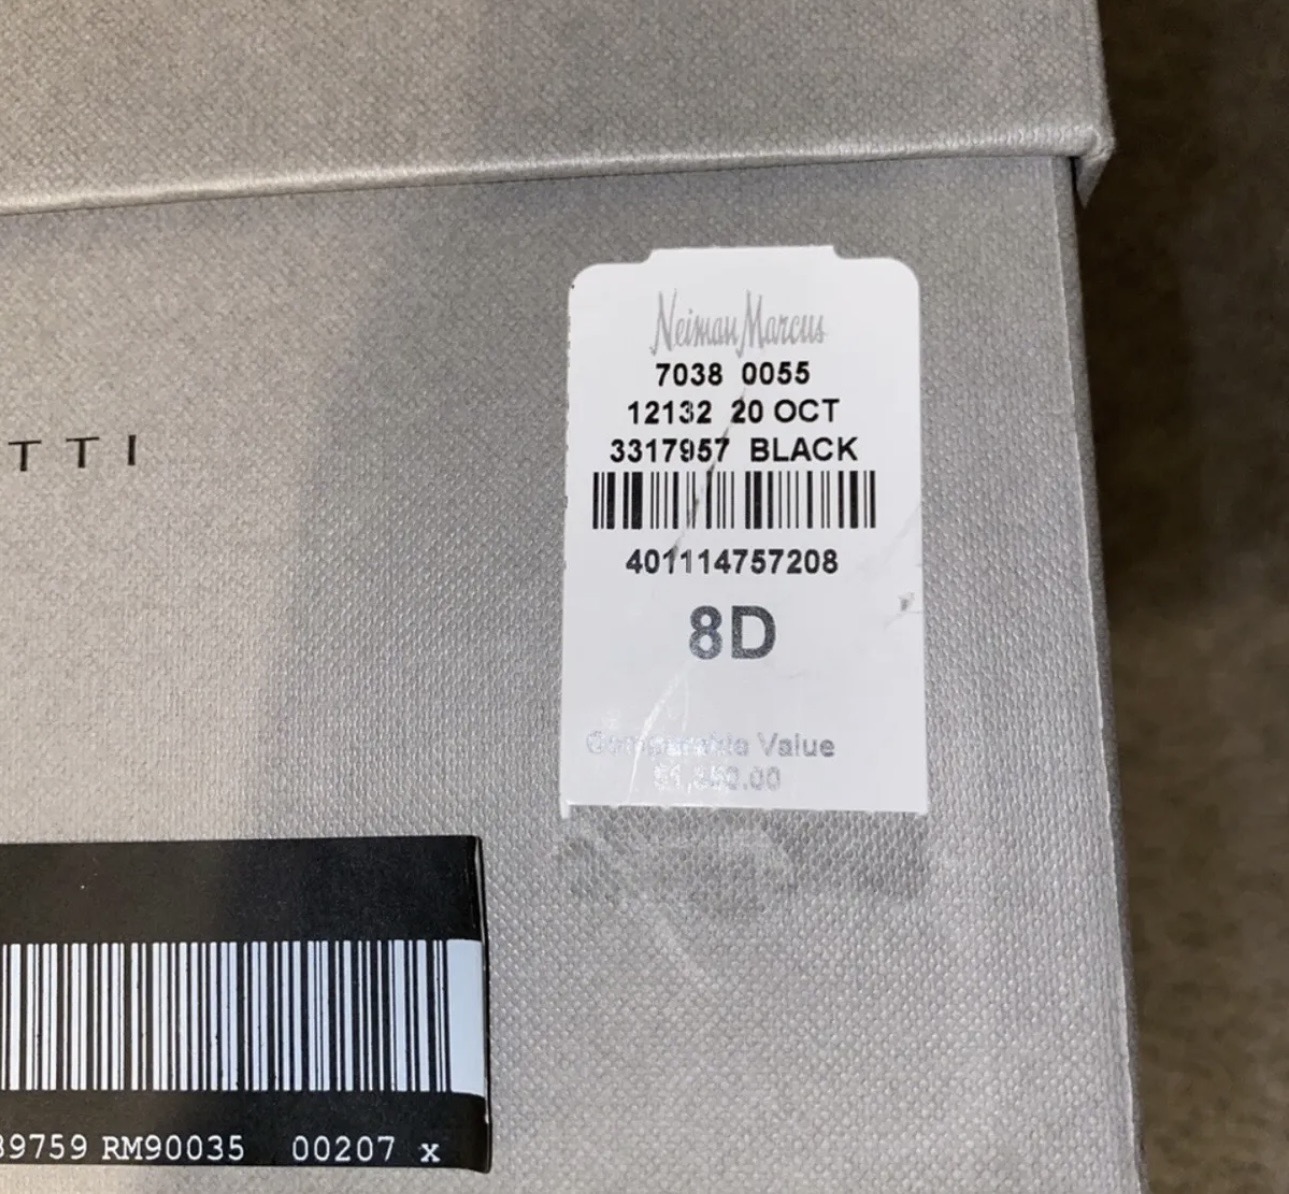 Neiman Marcus
7038 0055
12132 20 OCT
3317957 BLACK
401114757208
8D
Value
TTI
39759 RM90035 00207 x